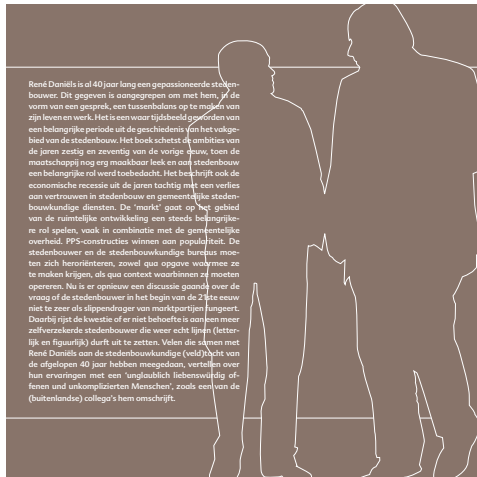 René Daniëls is al 40 jaar lang een gepassioneerde steden-
bouwer. Dit gegeven is aangegrepen om met hem, in de
vorm van een gesprek, een tussenbalans op te maken van
zijn leven en werk. Het is een waar tijdsbeeld geworden van
een belangrijke periode uit de geschiedenis van het vakge-
bied van de stedenbouw. Het boek schetst de ambities van
de jaren zestig en zeventig van de vorige eeuw, toen de
maatschappij nog erg maakbaar leek en aan stedenbouw
een belangrijke rol werd toebedacht. Het beschrijft ook de
economische recessie uit de jaren tachtig met een verlies
aan vertrouwen in stedenbouw en gemeentelijke steden-
bouwkundige diensten. De 'markt' gaat op het gebied
van de ruimtelijke ontwikkeling een steeds belangrijke-
re rol spelen, vaak in combinatie met de gemeentelijke
overheid. PPS-constructies winnen aan populariteit. De
stedenbouwer en de stedenbouwkundige bureaus moe-
ten zich heroriënteren, zowel qua opgave waarmee ze
te maken krijgen, als qua context waarbinnen ze moeten
opereren. Nu is er opnieuw een discussie gaande over de
vraag of de stedenbouwer in het begin van de 21ste eeuw
niet te zeer als slippendrager van marktpartijen fungeert.
Daarbij rijst de kwestie of er niet behoefte is aan een meer
zelfverzekerde stedenbouwer die weer echt lijnen (letter-
lijk en figuurlijk) durft uit te zetten. Velen die samen met
René Daniëls aan de stedenbouwkundige (veld)tocht van
de afgelopen 40 jaar hebben meegedaan, vertellen over
hun ervaringen met een 'unglaublich liebenswürdig of-
fenen und unkomplizierten Menschen', zoals een van de
(buitenlandse) collega's hem omschrijft.